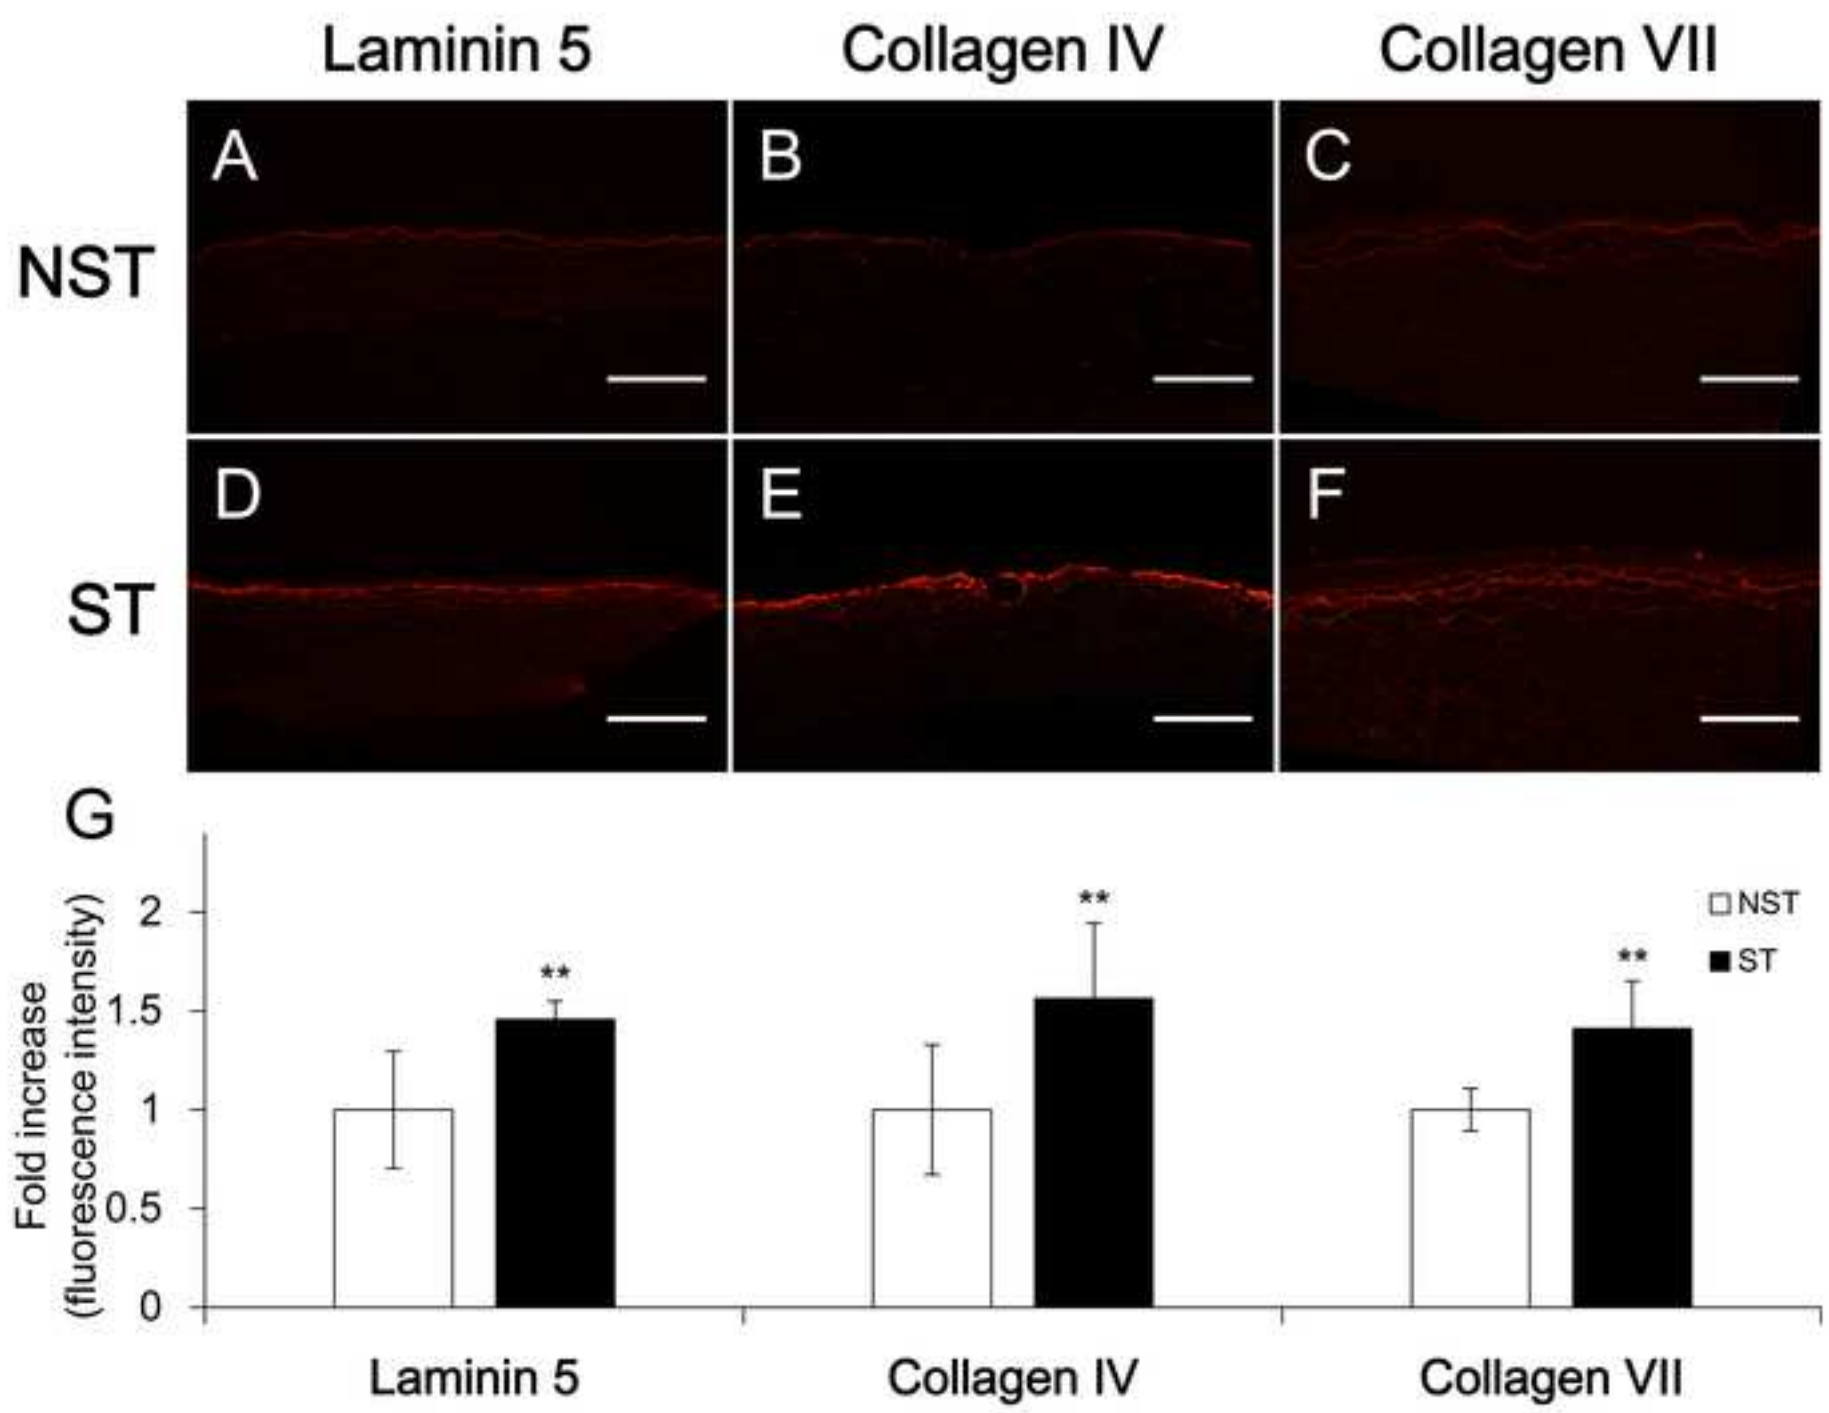 Laminin 5 Collagen IV Collagen VII
A B C
NST
D E F
ST
G
Fold increase
(fluorescence intensity)
2
1.5
1
0.5
0
**
**
**
NST
ST
Laminin 5 Collagen IV Collagen VII